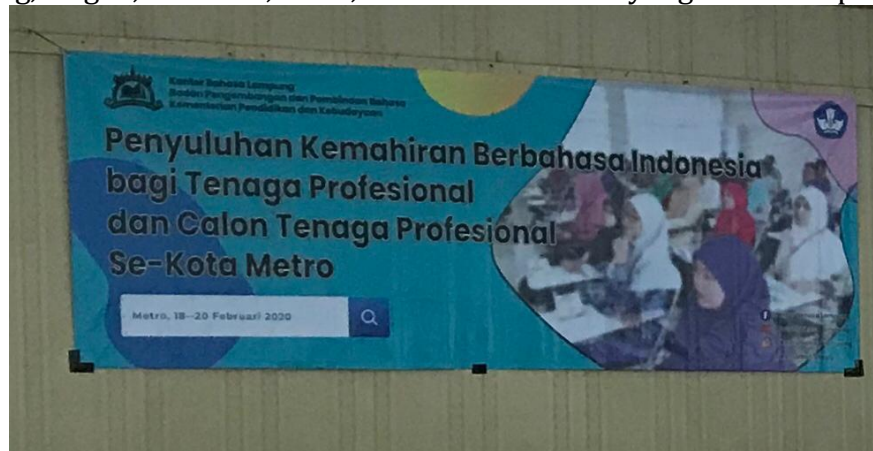 Kantor Bahasa Lampung
Badan Pengembangan dan Pembinaan Bahasa
Kementerian Pendidikan dan Kebudayaan
Penyuluhan Kemahiran Berbahasa Indonesia
bagi Tenaga Profesional
dan Calon Tenaga Profesional
Se-Kota Metro
Metro, 18–20 Februari 2020